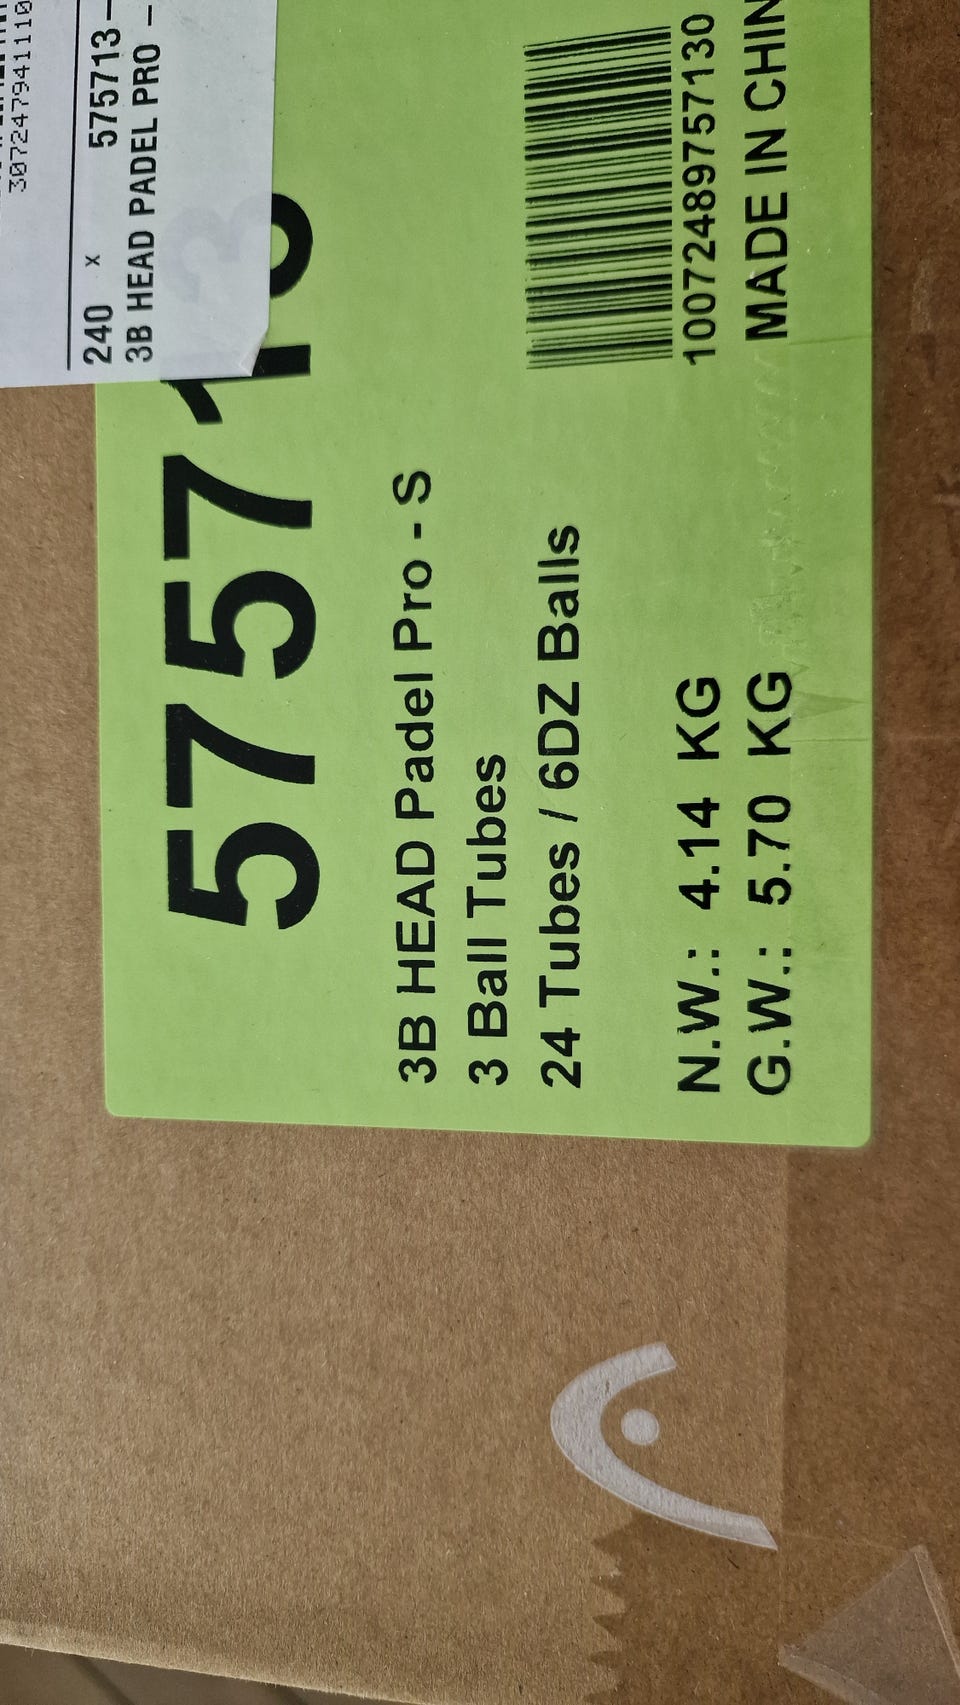 3072479411110
240 x 575713-
3B HEAD PADEL PRO -
575713
3B HEAD Padel Pro - S
3 Ball Tubes
24 Tubes / 6DZ Balls
N.W.: 4.14 KG
G.W.: 5.70 KG
10072489757130
MADE IN CHIN